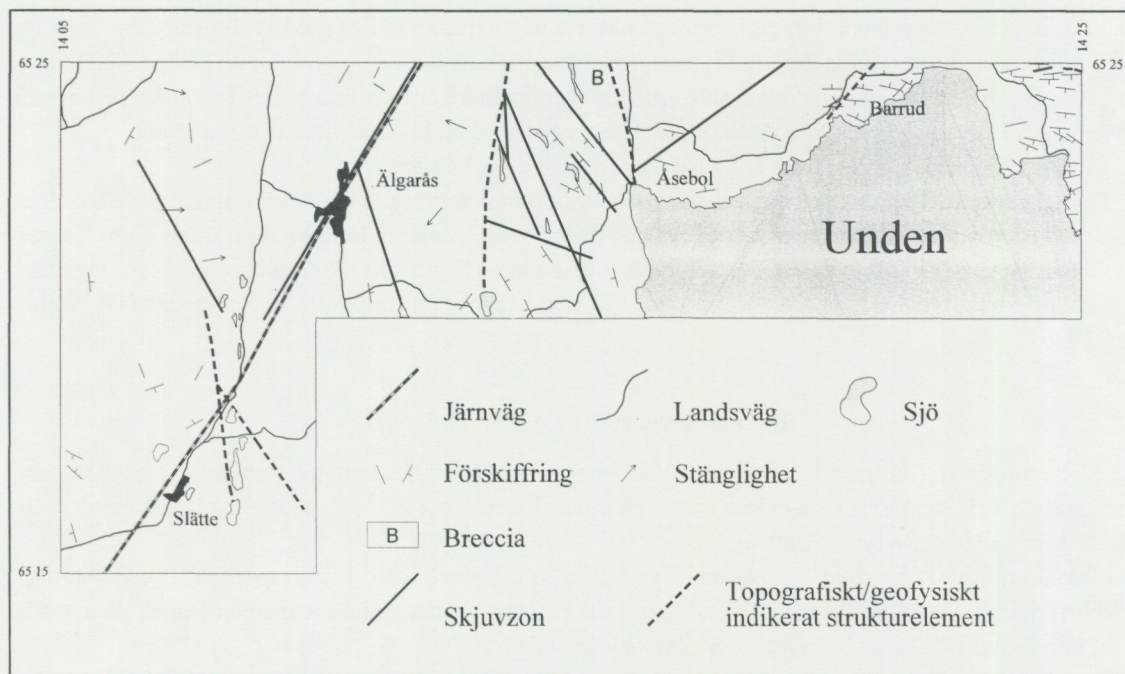 14 05
14 25
65 25
65 25
B
Barrud
Älgarås
Åsebol
Unden
Järnväg
Landsväg
Sjö
Förskiffring
Stänglighet
B
Breccia
Slätte
65 15
Skjuvzon
Topografiskt/geofysiskt
indikerat strukturelement